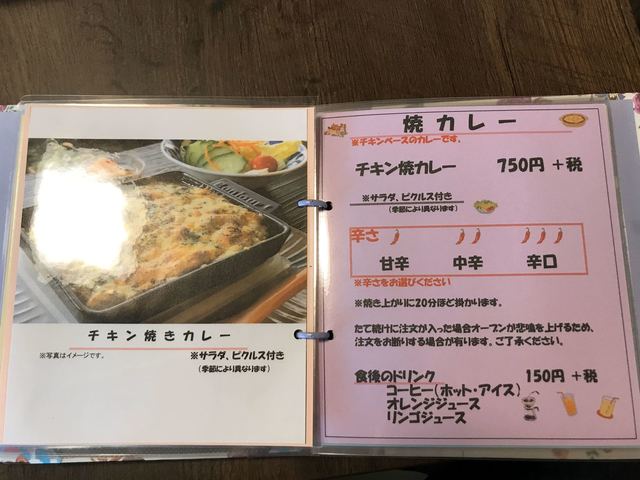 チキン焼きカレー
※写真はイメージです。
※サラダ、ピクルス付き
(季節により異なります)
焼カレー
※チキンベースのカレーです。
チキン焼カレー 750円 +税
※サラダ、ピクルス付き
(季節により異なります)
辛さ
甘辛 中辛 辛口
※辛さをお選びください
※焼き上がりに20分ほど掛かります。
たて続けに注文が入った場合オーブンが悲鳴を上げるため、
注文をお断りする場合が有ります。ご了承ください。
食後のドリンク 150円 +税
コーヒー(ホット・アイス)
オレンジジュース
リンゴジュース